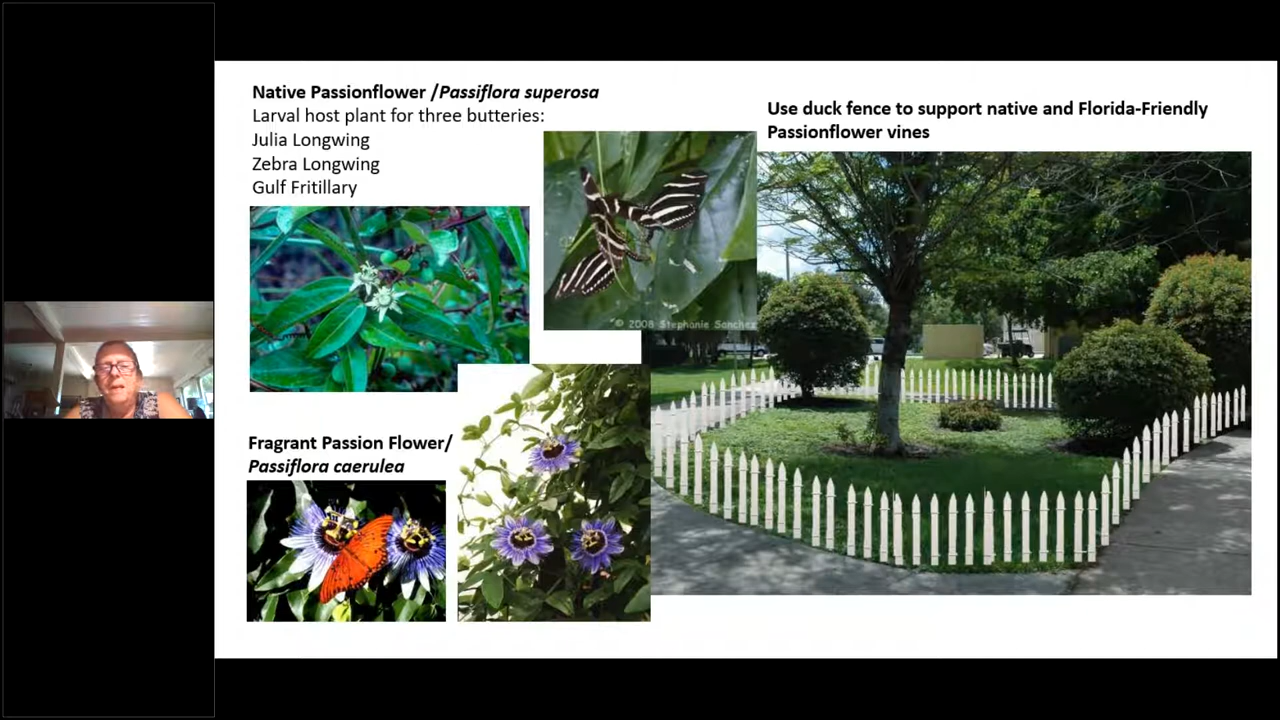 Native Passionflower /Passiflora superosa
Larval host plant for three butteries:
Julia Longwing
Zebra Longwing
Gulf Fritillary
© 2008 Stephanie Sanchez
Fragrant Passion Flower/
Passiflora caerulea
Use duck fence to support native and Florida-Friendly
Passionflower vines